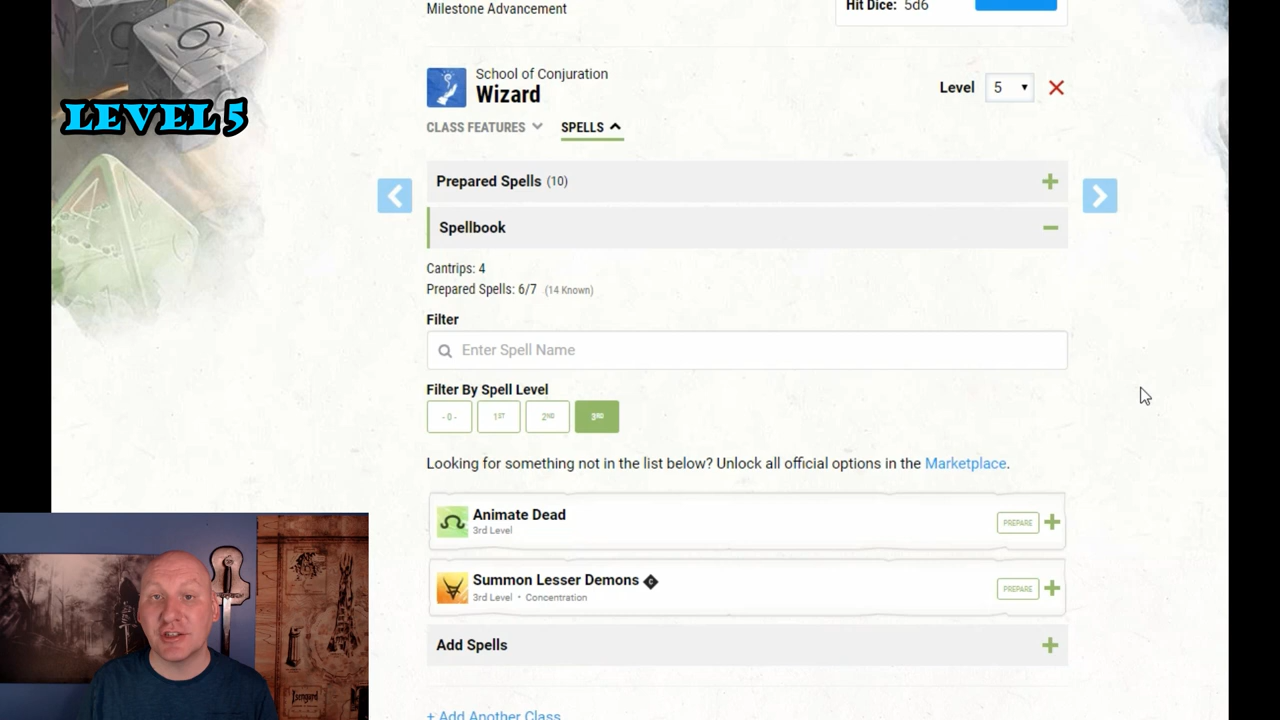 Milestone Advancement
Hit Dice: 5d6
LEVEL 5
School of Conjuration
Wizard
Level 5
CLASS FEATURES SPELLS
Prepared Spells (10)
Spellbook
Cantrips: 4
Prepared Spells: 6/7 (14 Known)
Filter
Enter Spell Name
Filter By Spell Level
- 0 - 1ST 2ND 3RD
Looking for something not in the list below? Unlock all official options in the Marketplace.
Animate Dead
3rd Level
PREPARE
Summon Lesser Demons C
3rd Level • Concentration
PREPARE
Add Spells
+ Add Another Class
Isengard